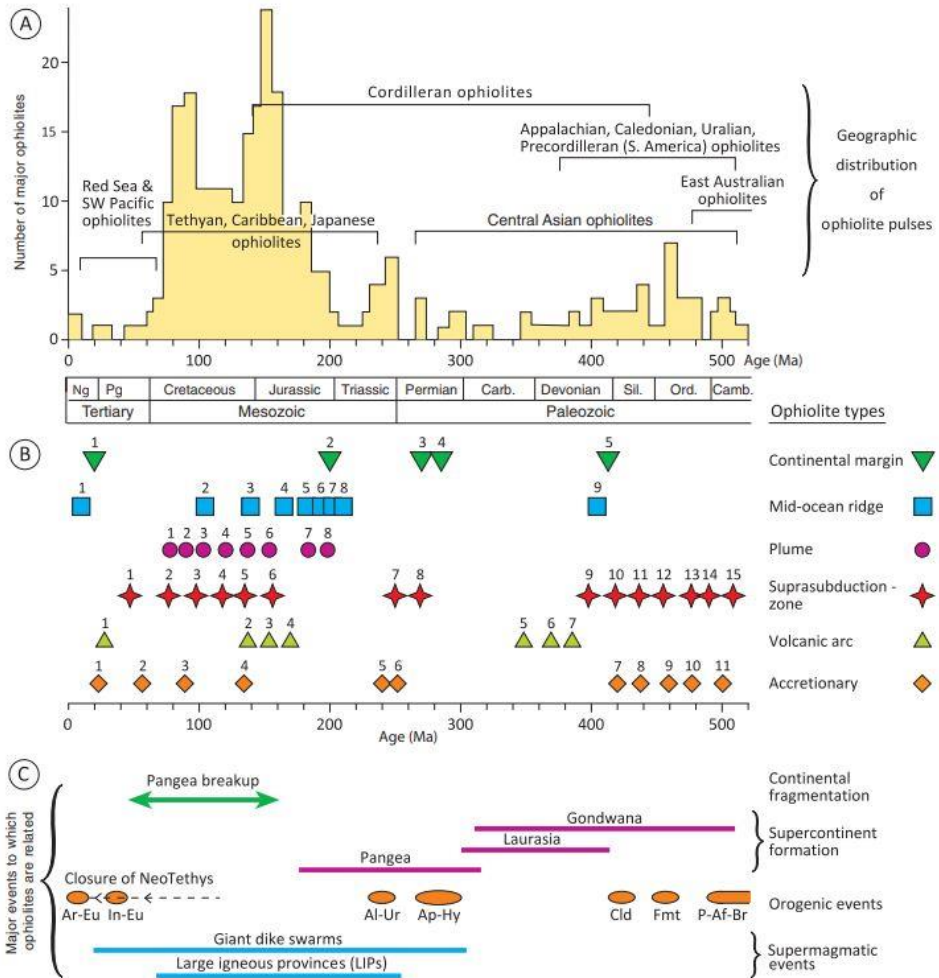 A
Number of major ophiolites
20
15
10
5
0
Cordilleran ophiolites
Appalachian, Caledonian, Uralian,
Precordilleran (S. America) ophiolites
East Australian
ophiolites
Red Sea &
SW Pacific
ophiolites
Tethyan, Caribbean, Japanese
ophiolites
Central Asian ophiolites
Geographic
distribution
of
ophiolite pulses
0 100 200 300 400 500 Age (Ma)
Ng Pg Cretaceous Jurassic Triassic Permian Carb. Devonian Sil. Ord. Camb.
Tertiary Mesozoic Paleozoic
Ophiolite types
B
1 2 3 4 5
Continental margin
1 2 3 4 5 6 7 8 9
Mid-ocean ridge
1 2 3 4 5 6 7 8
Plume
1 2 3 4 5 6 7 8 9 10 11 12 13 14 15
Suprasubduction -
zone
1 2 3 4 5 6 7
Volcanic arc
1 2 3 4 5 6 7 8 9 10 11
Accretionary
0 100 200 300 400 500
Age (Ma)
C
Major events to which
ophiolites are related
Pangea breakup
Continental
fragmentation
Gondwana
Laurasia
Pangea
Supercontinent
formation
Closure of NeoTethys
Ar-Eu In-Eu Al-Ur Ap-Hy Cld Fmt P-Af-Br
Orogenic events
Giant dike swarms
Large igneous provinces (LIPs)
Supermagmatic
events